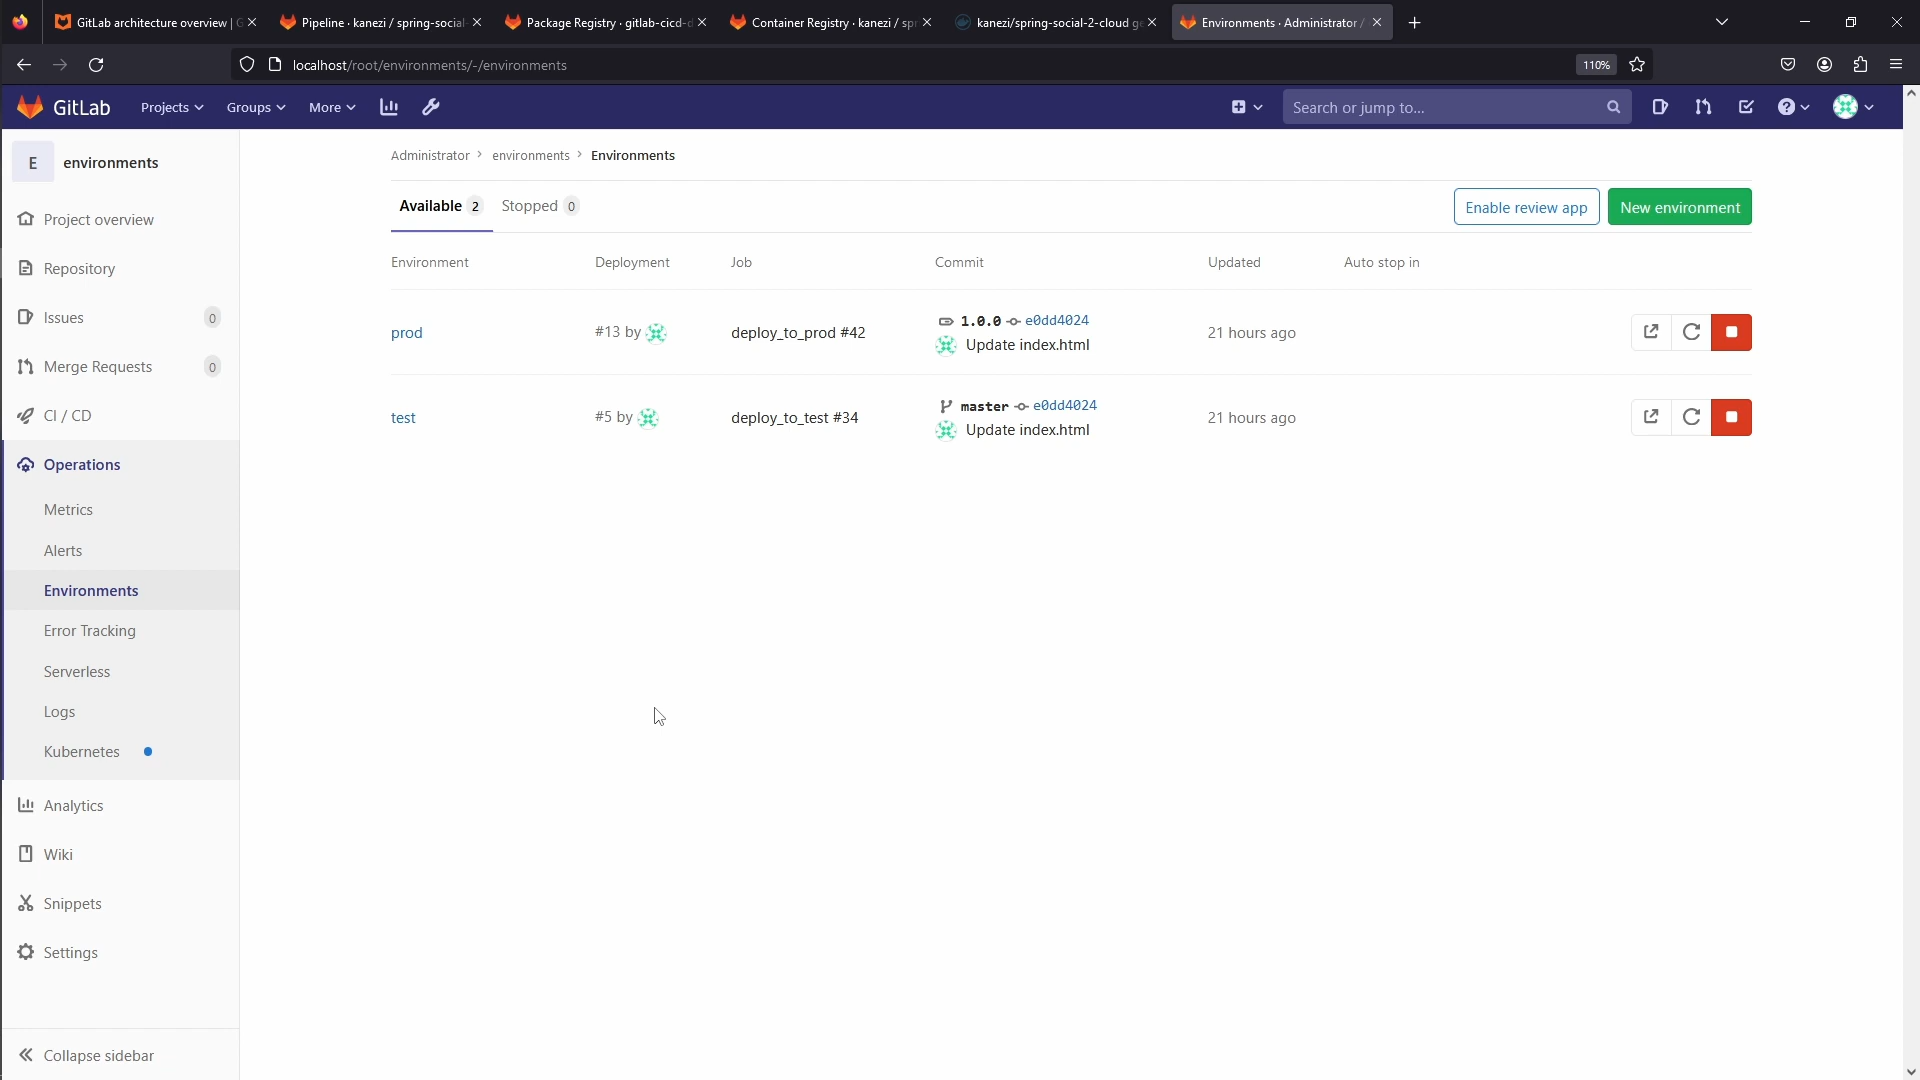 GitLab architecture overview | G
Pipeline · kanezi / spring-social-
Package Registry · gitlab-cicd-d
Container Registry · kanezi / spr
kanezi/spring-social-2-cloud ge
Environments · Administrator /
localhost/root/environments/-/environments
110%
GitLab
Projects
Groups
More
Search or jump to...
E
environments
Administrator > environments > Environments
Available 2
Stopped 0
Enable review app
New environment
Project overview
Repository
Issues 0
Merge Requests 0
CI / CD
Operations
Metrics
Alerts
Environments
Error Tracking
Serverless
Logs
Kubernetes
Analytics
Wiki
Snippets
Settings
Collapse sidebar
Environment Deployment Job Commit Updated Auto stop in
prod #13 by deploy_to_prod #42 1.0.0 e0dd4024 21 hours ago
Update index.html
test #5 by deploy_to_test #34 master e0dd4024 21 hours ago
Update index.html